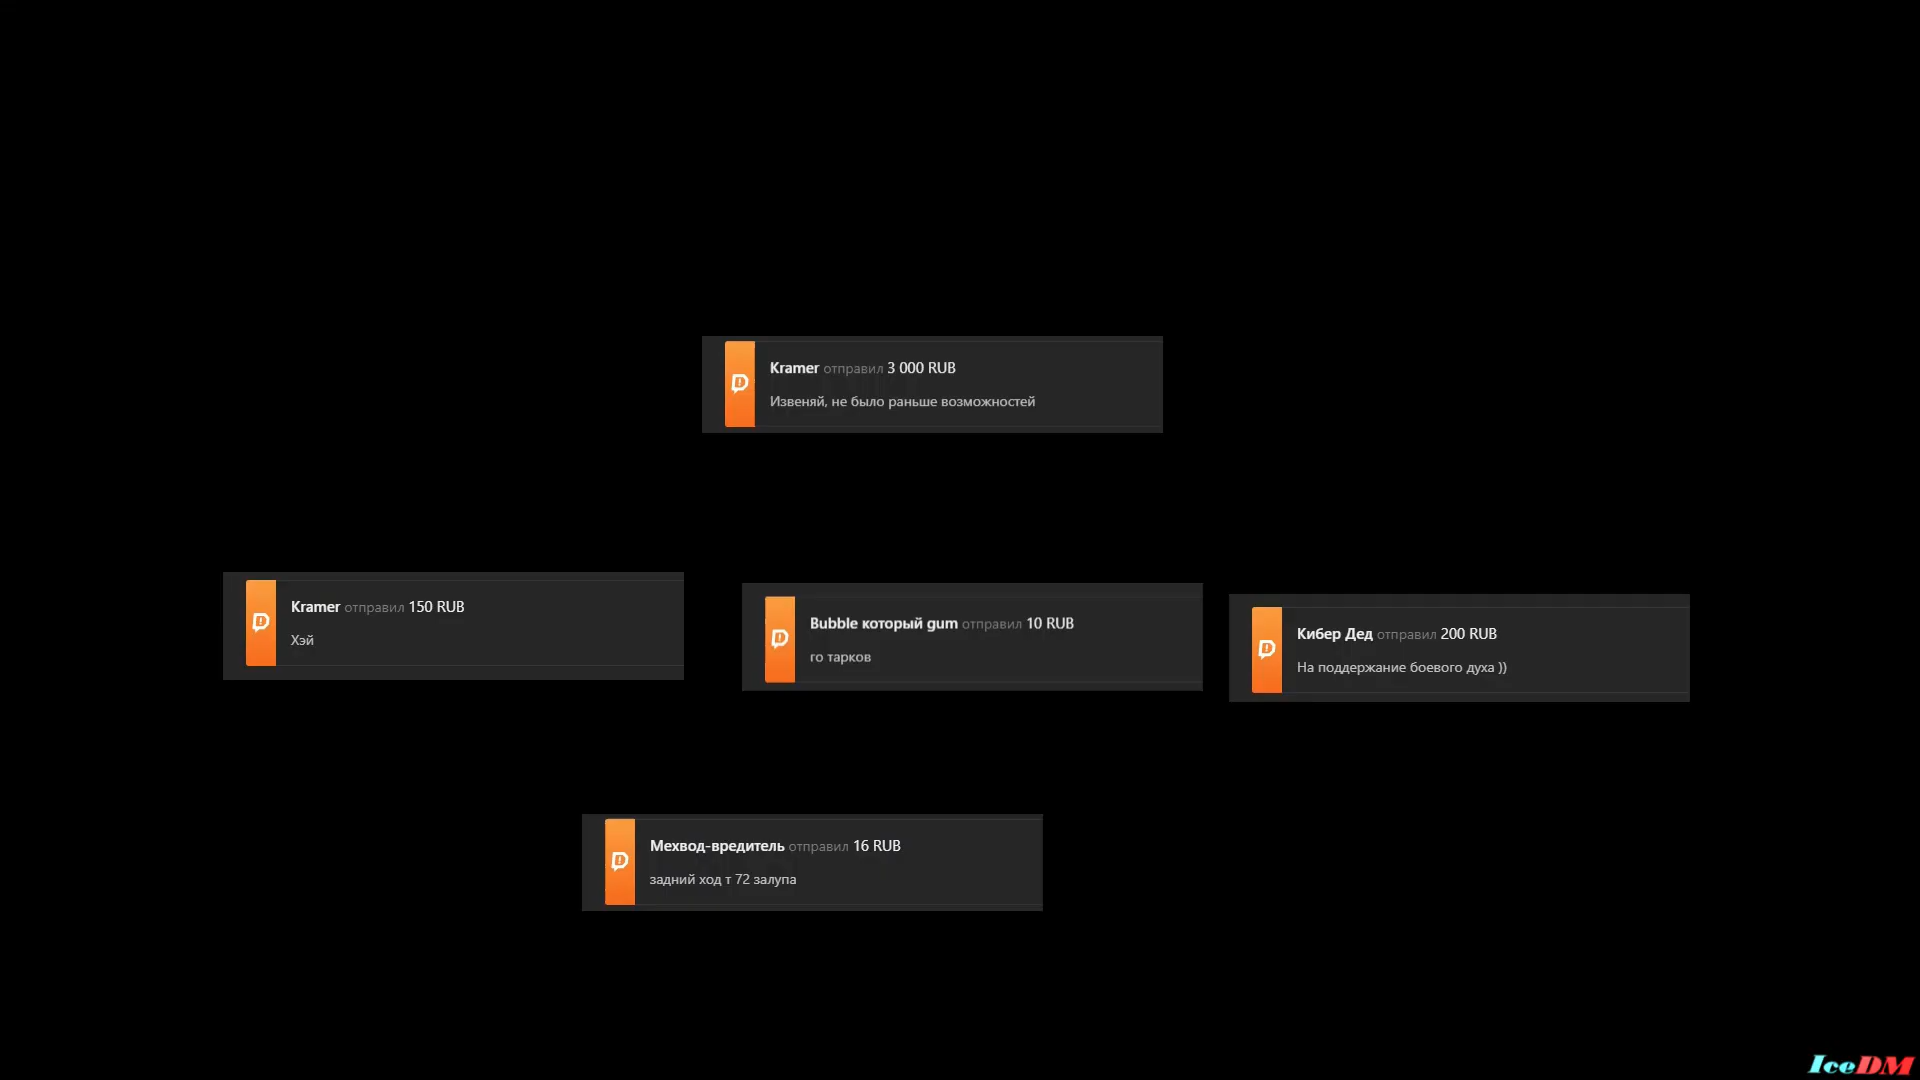 Kramer отправил 3 000 RUB
Извеняй, не было раньше возможностей
Kramer отправил 150 RUB
Хэй
Bubble который gum отправил 10 RUB
го тарков
Кибер Дед отправил 200 RUB
На поддержание боевого духа ))
Мехвод-вредитель отправил 16 RUB
задний ход т 72 залупа
IceDM